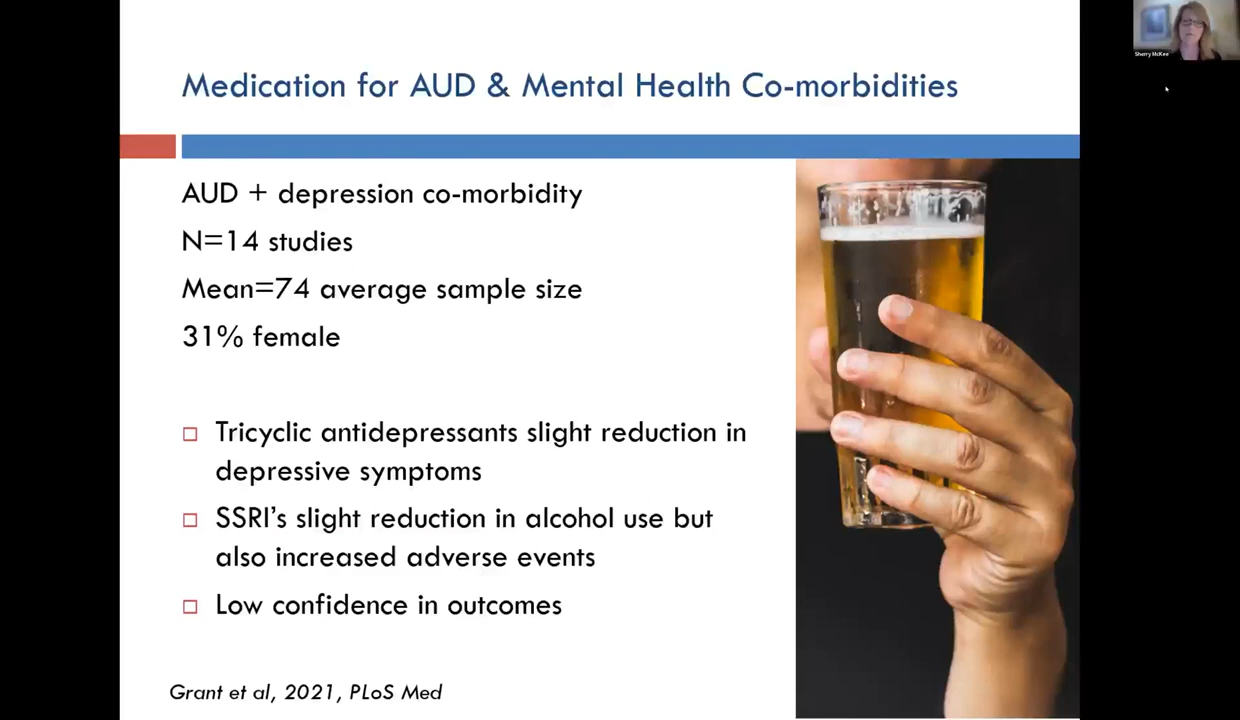 Medication for AUD & Mental Health Co-morbidities
Sherry McKee
AUD + depression co-morbidity
N=14 studies
Mean=74 average sample size
31% female
Tricyclic antidepressants slight reduction in
depressive symptoms
SSRI's slight reduction in alcohol use but
also increased adverse events
Low confidence in outcomes
Grant et al, 2021, PLoS Med